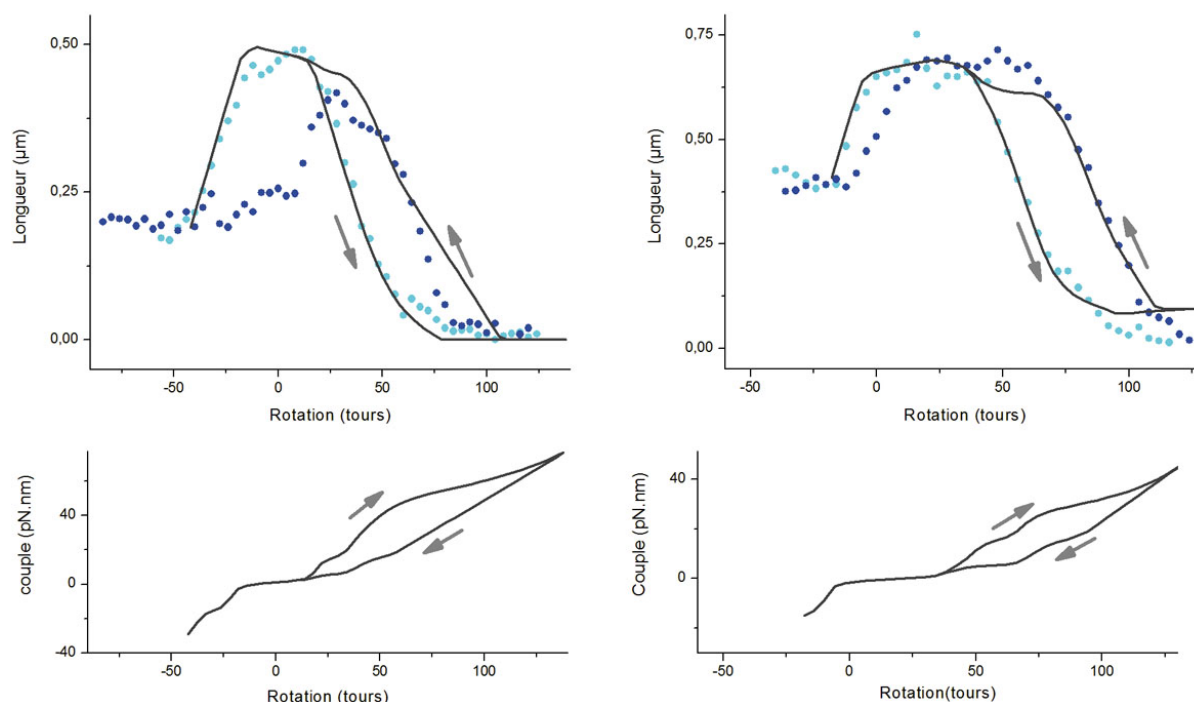 0,50
0,25
0,00
Longueur (µm)
-50 0 50 100
Rotation (tours)
0,75
0,50
0,25
0,00
Longueur (µm)
-50 0 50 100
Rotation (tours)
40
0
-40
couple (pN.nm)
-50 0 50 100
Rotation (tours)
40
0
Couple (pN.nm)
-50 0 50 100
Rotation(tours)